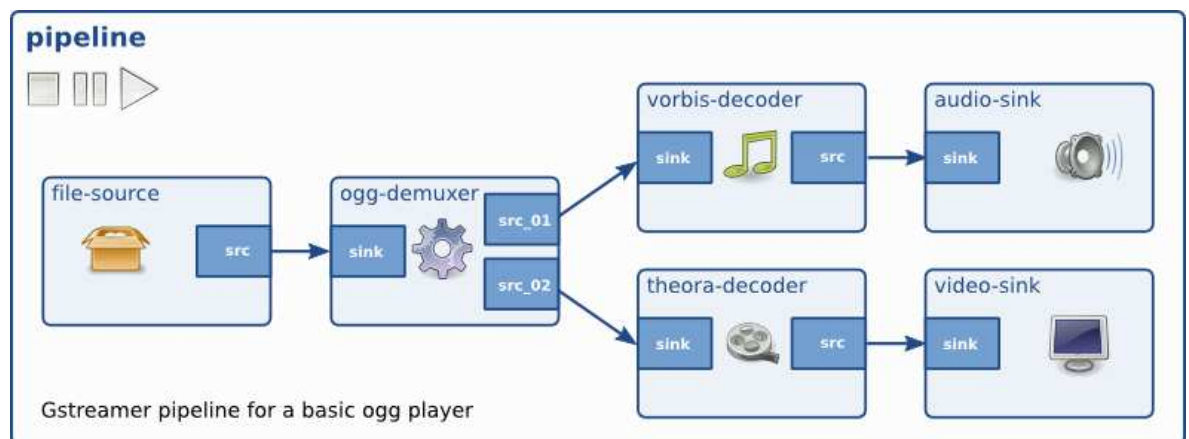 pipeline
file-source
src
ogg-demuxer
sink
src_01
src_02
vorbis-decoder
sink
src
audio-sink
sink
theora-decoder
sink
src
video-sink
sink
Gstreamer pipeline for a basic ogg player